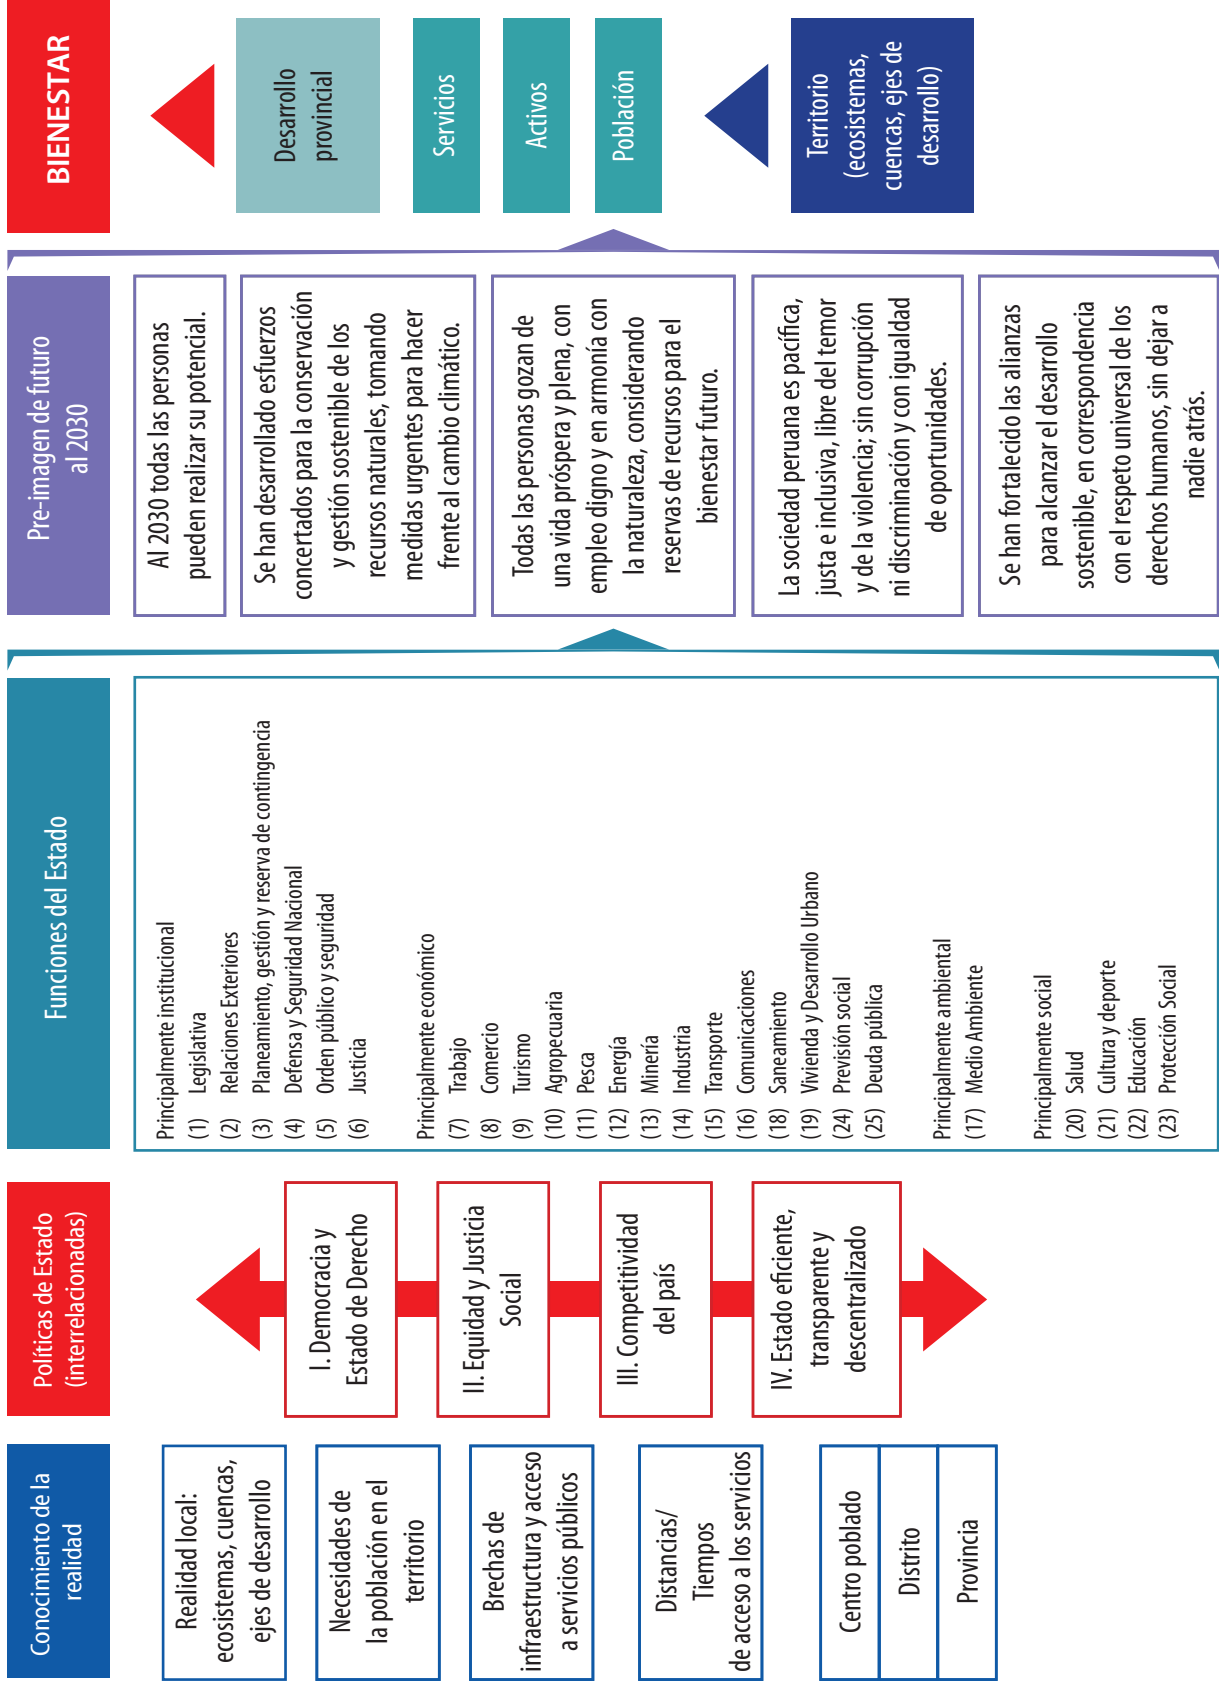 Conocimiento de la
realidad
Realidad local:
ecosistemas, cuencas,
ejes de desarrollo
Necesidades de
la población en el
territorio
Brechas de
infraestructura y acceso
a servicios públicos
Distancias/
Tiempos
de acceso a los servicios
Centro poblado
Distrito
Provincia
Políticas de Estado
(interrelacionadas)
I. Democracia y
Estado de Derecho
II. Equidad y Justicia
Social
III. Competitividad
del país
IV. Estado eficiente,
transparente y
descentralizado
Funciones del Estado
Principalmente institucional
(1) Legislativa
(2) Relaciones Exteriores
(3) Planeamiento, gestión y reserva de contingencia
(4) Defensa y Seguridad Nacional
(5) Orden público y seguridad
(6) Justicia
Principalmente económico
(7) Trabajo
(8) Comercio
(9) Turismo
(10) Agropecuaria
(11) Pesca
(12) Energía
(13) Minería
(14) Industria
(15) Transporte
(16) Comunicaciones
(18) Saneamiento
(19) Vivienda y Desarrollo Urbano
(24) Previsión social
(25) Deuda pública
Principalmente ambiental
(17) Medio Ambiente
Principalmente social
(20) Salud
(21) Cultura y deporte
(22) Educación
(23) Protección Social
Pre-imagen de futuro
al 2030
Al 2030 todas las personas
pueden realizar su potencial.
Se han desarrollado esfuerzos
concertados para la conservación
y gestión sostenible de los
recursos naturales, tomando
medidas urgentes para hacer
frente al cambio climático.
Todas las personas gozan de
una vida próspera y plena, con
empleo digno y en armonía con
la naturaleza, considerando
reservas de recursos para el
bienestar futuro.
La sociedad peruana es pacífica,
justa e inclusiva, libre del temor
y de la violencia; sin corrupción
ni discriminación y con igualdad
de oportunidades.
Se han fortalecido las alianzas
para alcanzar el desarrollo
sostenible, en correspondencia
con el respeto universal de los
derechos humanos, sin dejar a
nadie atrás.
BIENESTAR
Desarrollo
provincial
Servicios
Activos
Población
Territorio
(ecosistemas,
cuencas, ejes de
desarrollo)